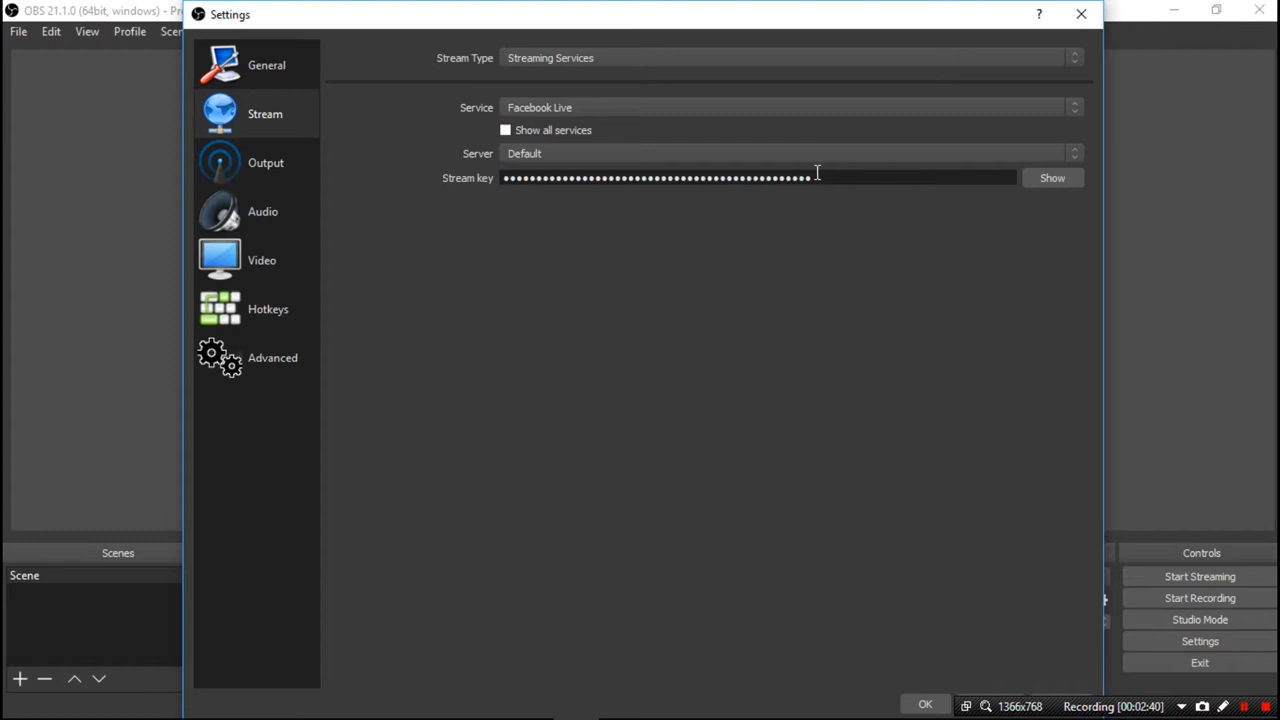 OBS 21.1.0 (64bit, windows) - Pr
Settings
?
File Edit View Profile Scen
General
Stream
Output
Audio
Video
Hotkeys
Advanced
Stream Type Streaming Services
Service Facebook Live
Show all services
Server Default
Stream key Show
Scenes
Scene
Controls
Start Streaming
Start Recording
Studio Mode
Settings
Exit
OK
1366x768 Recording [00:02:40]